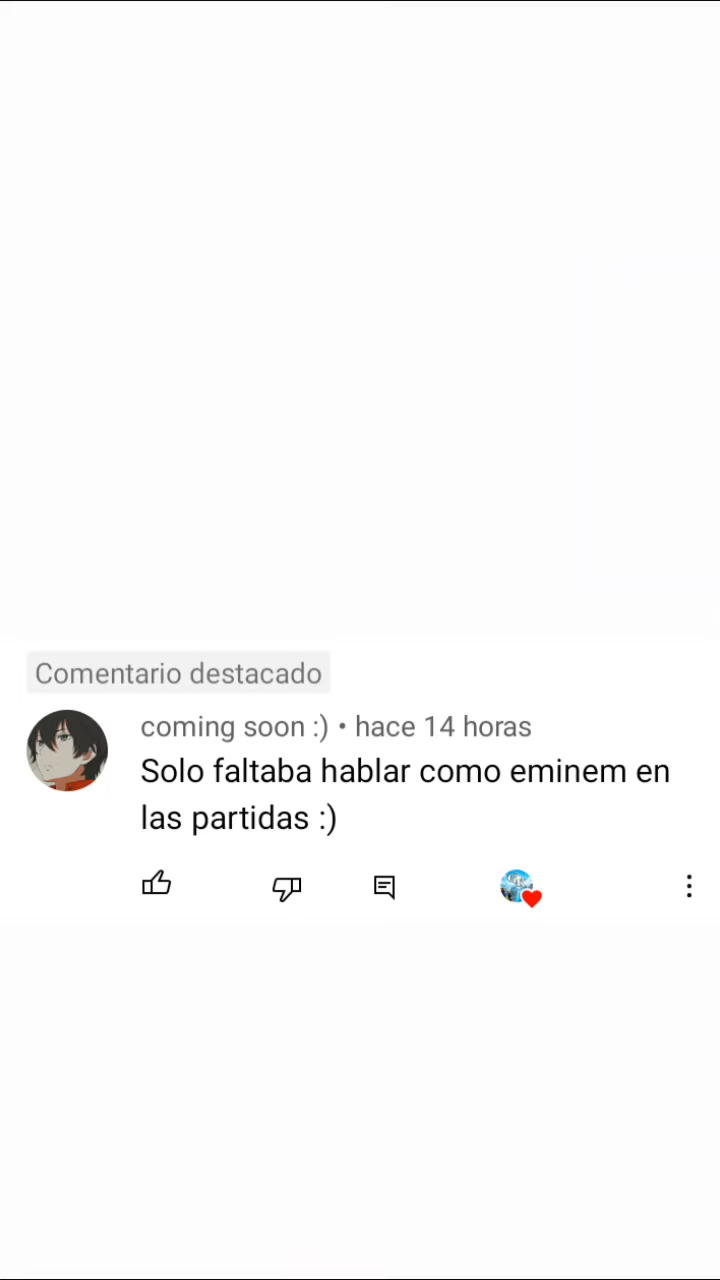 Comentario destacado
coming soon :) • hace 14 horas
Solo faltaba hablar como eminem en
las partidas :)